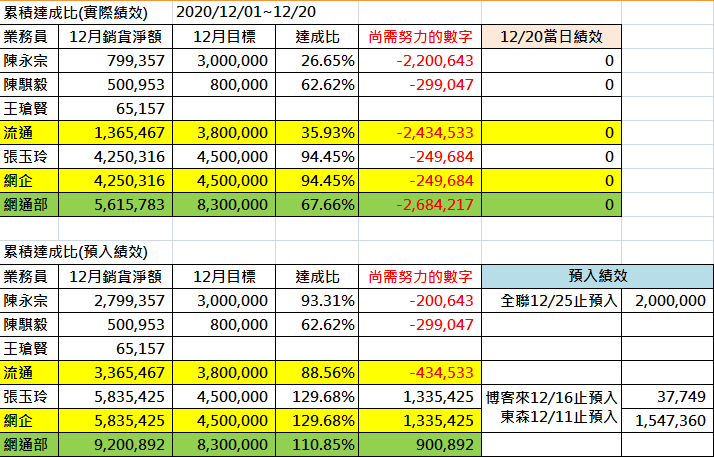 累積達成比(實際績效) 2020/12/01~12/20
業務員 12月銷貨淨額 12月目標 達成比 尚需努力的數字 12/20當日績效
陳永宗 799,357 3,000,000 26.65% -2,200,643 0
陳騏毅 500,953 800,000 62.62% -299,047 0
王瑲賢 65,157
流通 1,365,467 3,800,000 35.93% -2,434,533 0
張玉玲 4,250,316 4,500,000 94.45% -249,684 0
網企 4,250,316 4,500,000 94.45% -249,684 0
網通部 5,615,783 8,300,000 67.66% -2,684,217 0
累積達成比(預入績效)
業務員 12月銷貨淨額 12月目標 達成比 尚需努力的數字 預入績效
陳永宗 2,799,357 3,000,000 93.31% -200,643 全聯12/25止預入 2,000,000
陳騏毅 500,953 800,000 62.62% -299,047
王瑲賢 65,157
流通 3,365,467 3,800,000 88.56% -434,533
張玉玲 5,835,425 4,500,000 129.68% 1,335,425 博客來12/16止預入 37,749
網企 5,835,425 4,500,000 129.68% 1,335,425 東森12/11止預入 1,547,360
網通部 9,200,892 8,300,000 110.85% 900,892